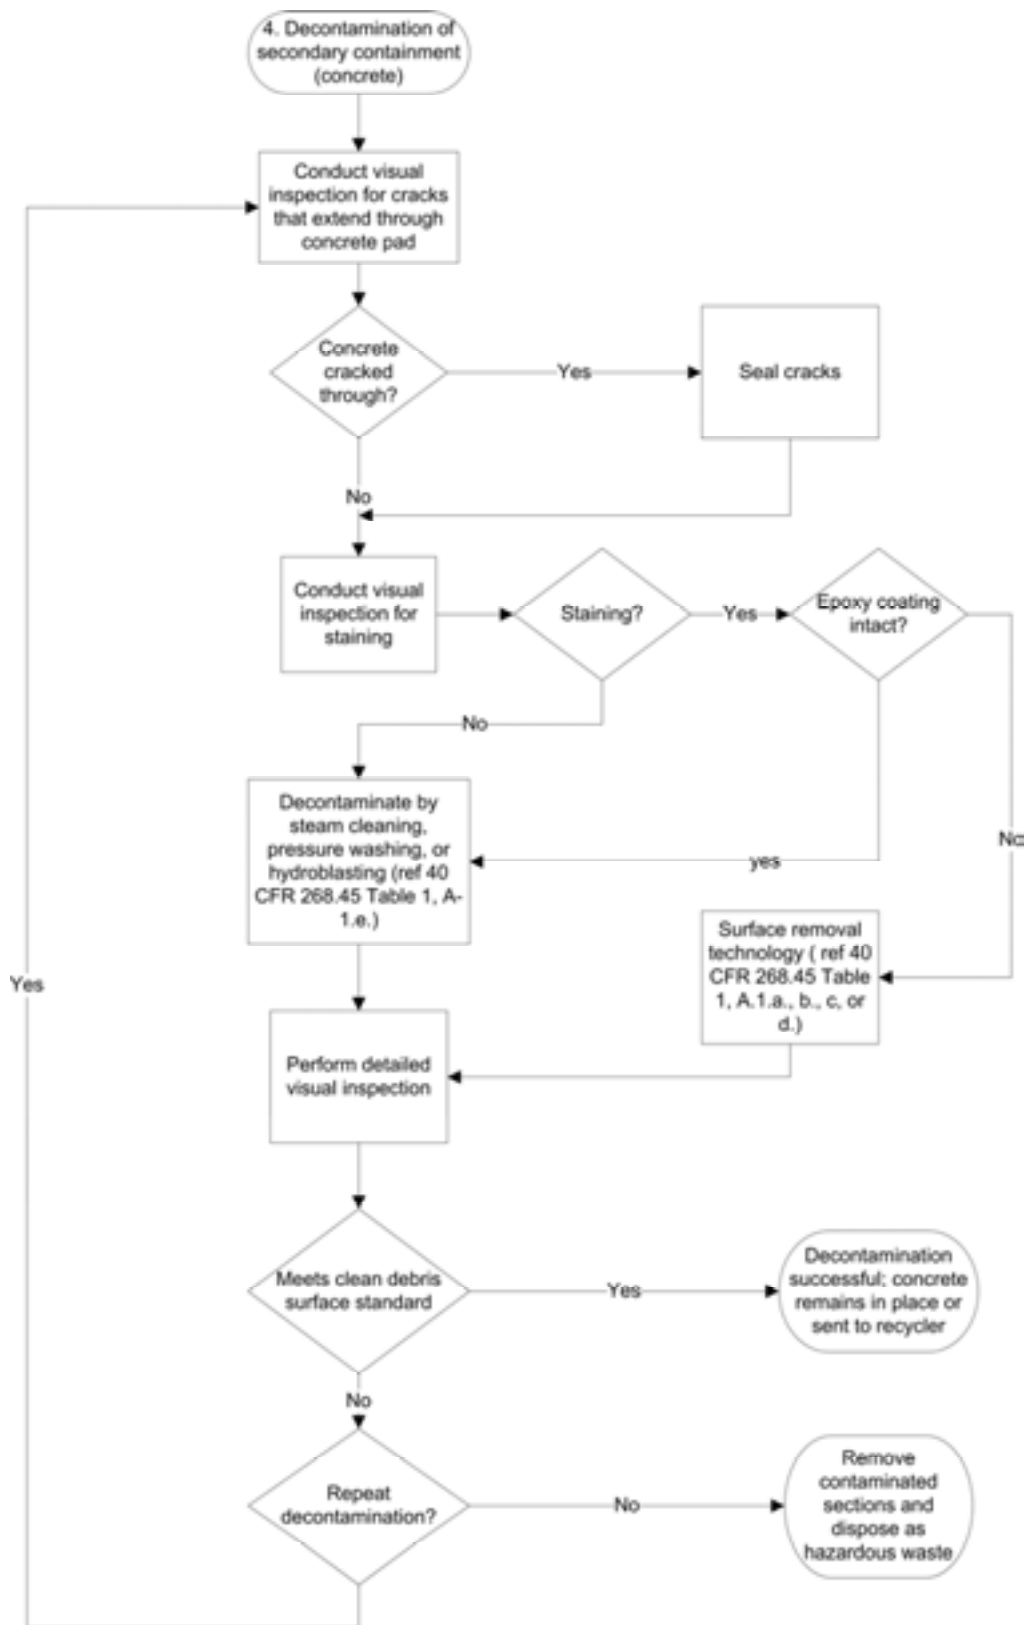 4. Decontamination of
secondary containment
(concrete)
Conduct visual
inspection for cracks
that extend through
concrete pad
Concrete
cracked
through?
Yes
Seal cracks
No
Conduct visual
inspection for
staining
Staining?
Yes
Epoxy coating
intact?
No
Decontaminate by
steam cleaning,
pressure washing, or
hydroblasting (ref 40
CFR 268.45 Table 1, A-
1.e.)
yes
No
Surface removal
technology ( ref 40
CFR 268.45 Table
1, A.1.a., b., c, or
d.)
Yes
Perform detailed
visual inspection
Meets clean debris
surface standard
Yes
Decontamination
successful; concrete
remains in place or
sent to recycler
No
Repeat
decontamination?
No
Remove
contaminated
sections and
dispose as
hazardous waste